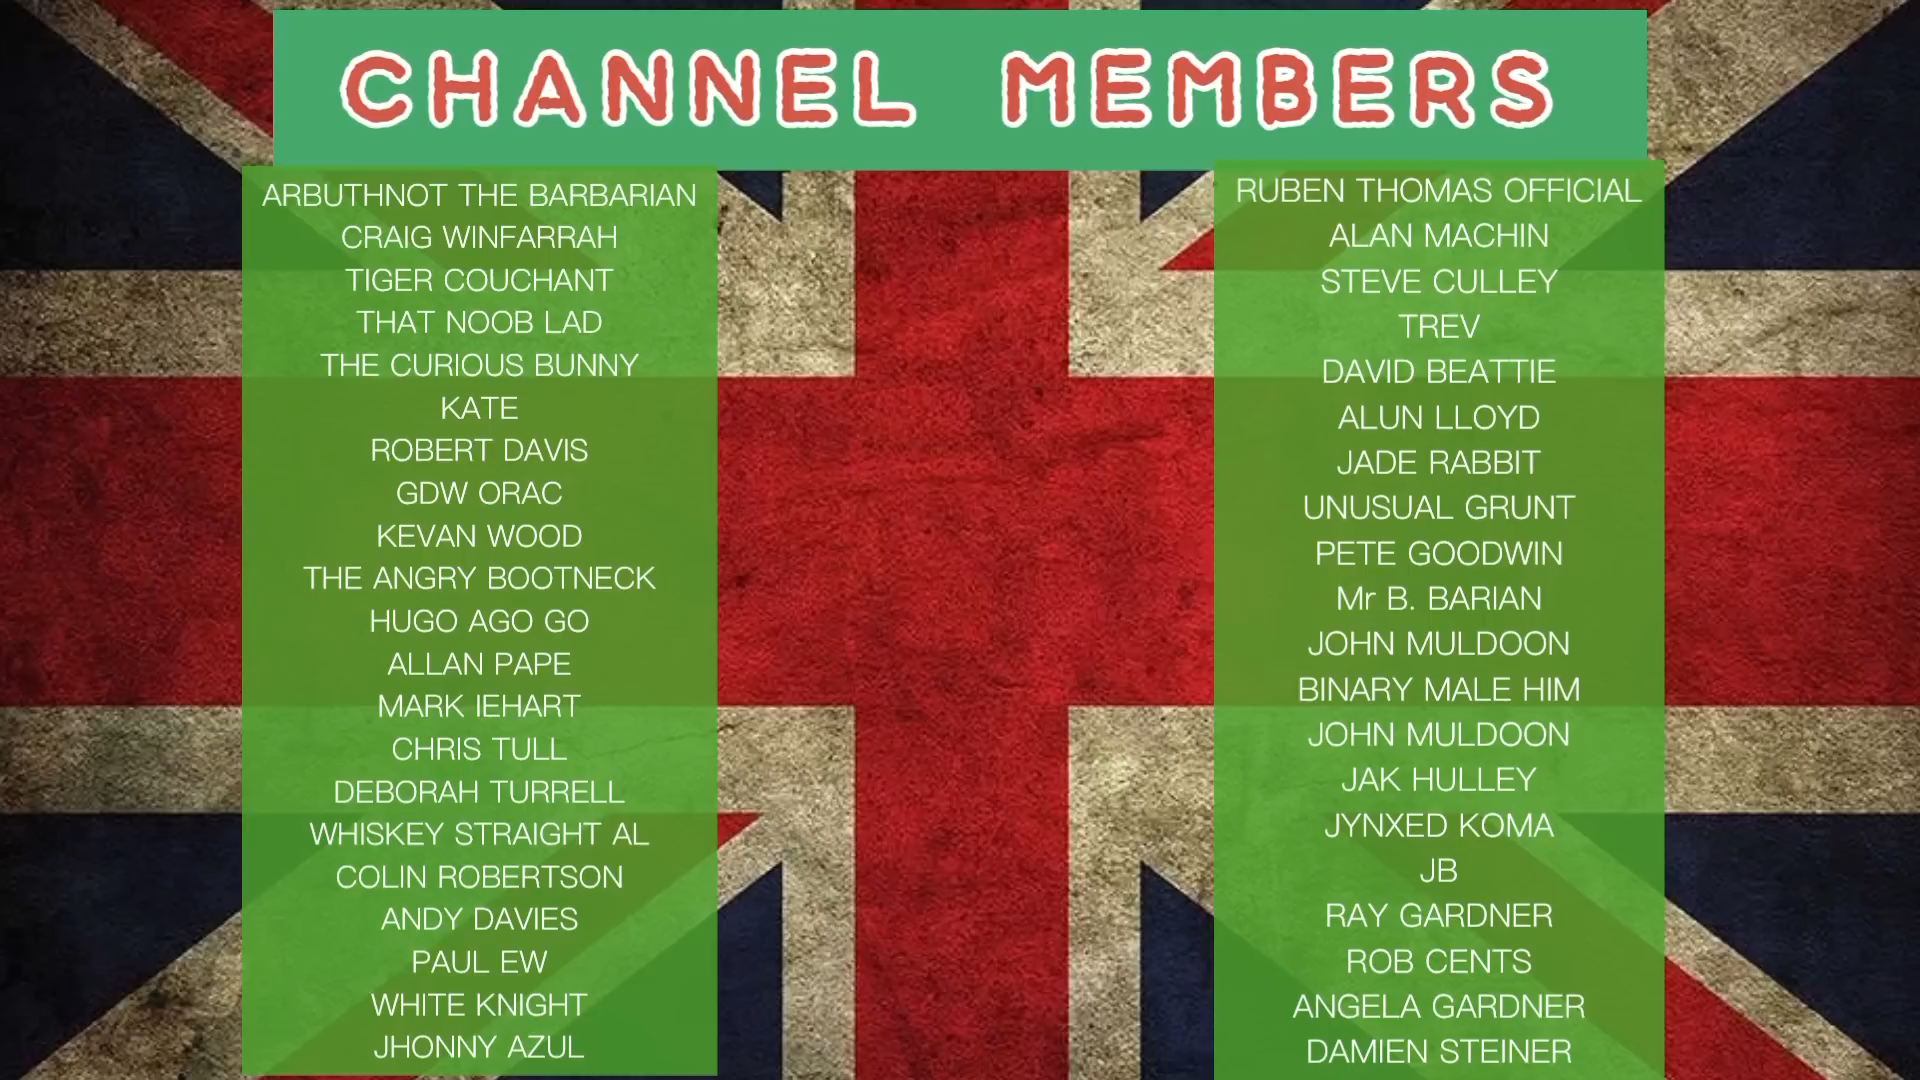 CHANNEL MEMBERS
ARBUTHNOT THE BARBARIAN
CRAIG WINFARRAH
TIGER COUCHANT
THAT NOOB LAD
THE CURIOUS BUNNY
KATE
ROBERT DAVIS
GDW ORAC
KEVAN WOOD
THE ANGRY BOOTNECK
HUGO AGO GO
ALLAN PAPE
MARK IEHART
CHRIS TULL
DEBORAH TURRELL
WHISKEY STRAIGHT AL
COLIN ROBERTSON
ANDY DAVIES
PAUL EW
WHITE KNIGHT
JHONNY AZUL
RUBEN THOMAS OFFICIAL
ALAN MACHIN
STEVE CULLEY
TREV
DAVID BEATTIE
ALUN LLOYD
JADE RABBIT
UNUSUAL GRUNT
PETE GOODWIN
Mr B. BARIAN
JOHN MULDOON
BINARY MALE HIM
JOHN MULDOON
JAK HULLEY
JYNXED KOMA
JB
RAY GARDNER
ROB CENTS
ANGELA GARDNER
DAMIEN STEINER